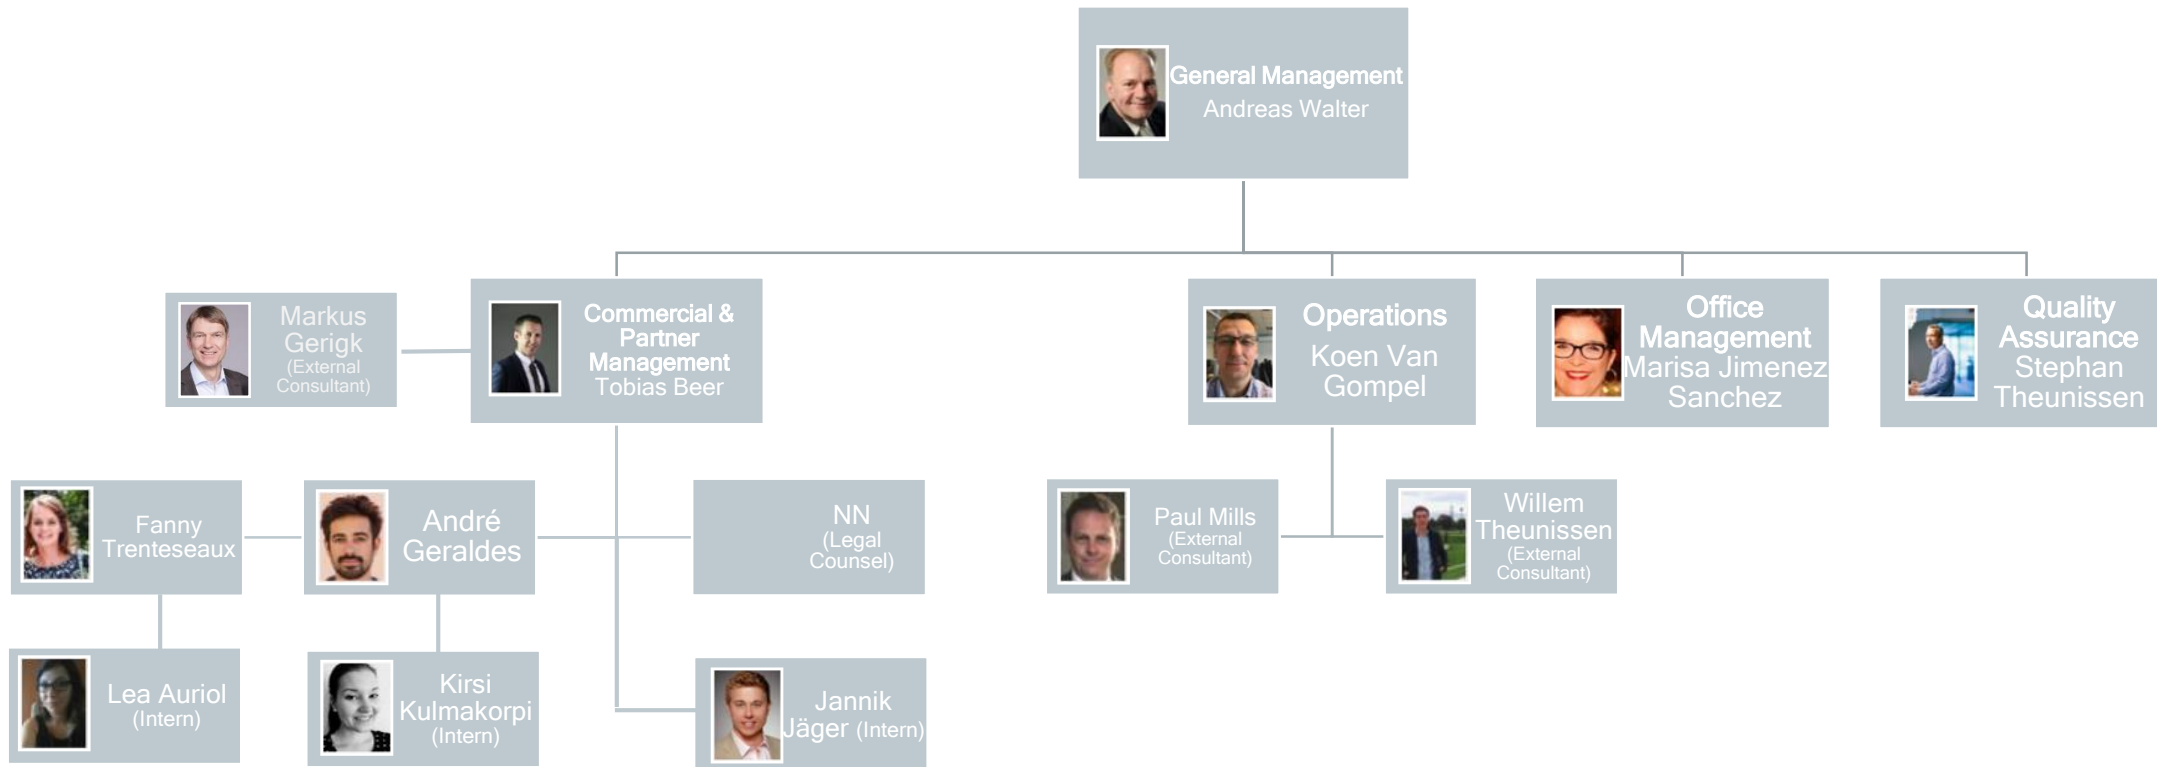 General Management
Andreas Walter
Markus
Gerigk
(External
Consultant)
Commercial &
Partner
Management
Tobias Beer
Operations
Koen Van
Gompel
Office
Management
Marisa Jimenez
Sanchez
Quality
Assurance
Stephan
Theunissen
Fanny
Trenteseaux
André
Geraldes
NN
(Legal
Counsel)
Paul Mills
(External
Consultant)
Willem
Theunissen
(External
Consultant)
Lea Auriol
(Intern)
Kirsi
Kulmakorpi
(Intern)
Jannik
Jäger (Intern)